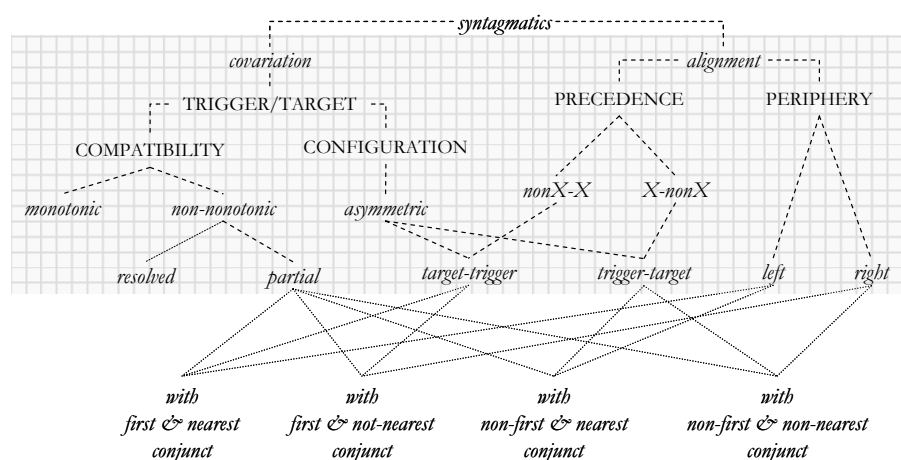 syntagmatics
covariation
alignment
TRIGGER/TARGET
PRECEDENCE
PERIPHERY
COMPATIBILITY
CONFIGURATION
nonX-X
X-nonX
monotonic
non-nonotonic
asymmetric
resolved
partial
target-trigger
trigger-target
left
right
with
first & nearest
conjunct
with
first & not-nearest
conjunct
with
non-first & nearest
conjunct
with
non-first & non-nearest
conjunct